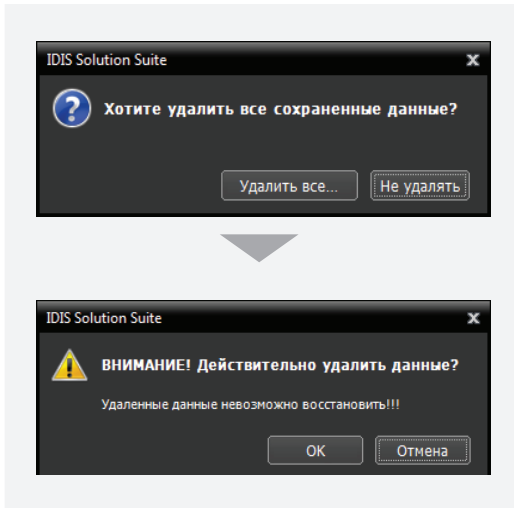 IDIS Solution Suite
Хотите удалить все сохраненные данные?
Удалить все... Не удалять
IDIS Solution Suite
ВНИМАНИЕ! Действительно удалить данные?
Удаленные данные невозможно восстановить!!!
OK Отмена